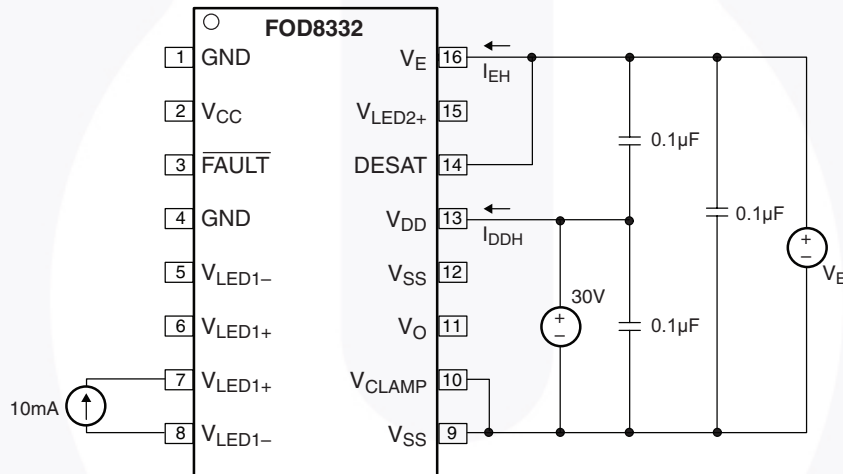 FOD8332
1 GND
2 VCC
3 FAULT
4 GND
5 VLED1–
6 VLED1+
7 VLED1+
8 VLED1–
10mA
VE 16
VLED2+ 15
DESAT 14
VDD 13
VSS 12
VO 11
VCLAMP 10
VSS 9
IEH
IDDH
30V
+
–
0.1µF
0.1µF
0.1µF
+
–
VE